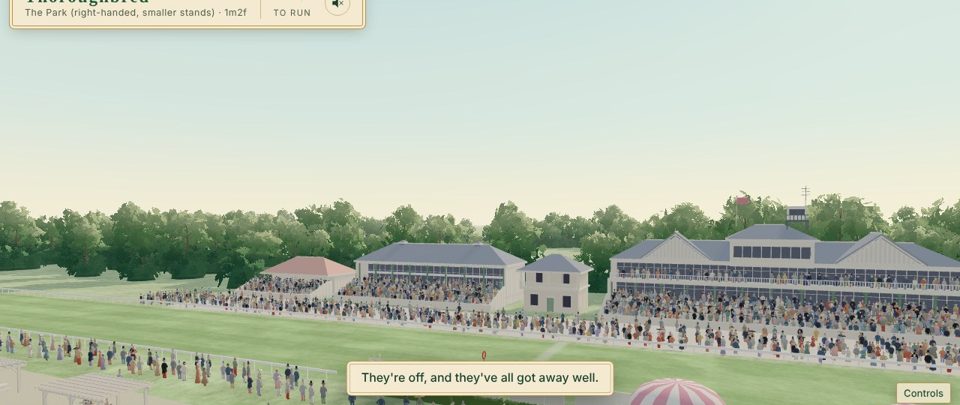 Thoroughbred
The Park (right-handed, smaller stands) · 1m2f
TO RUN
They're off, and they've all got away well.
Controls